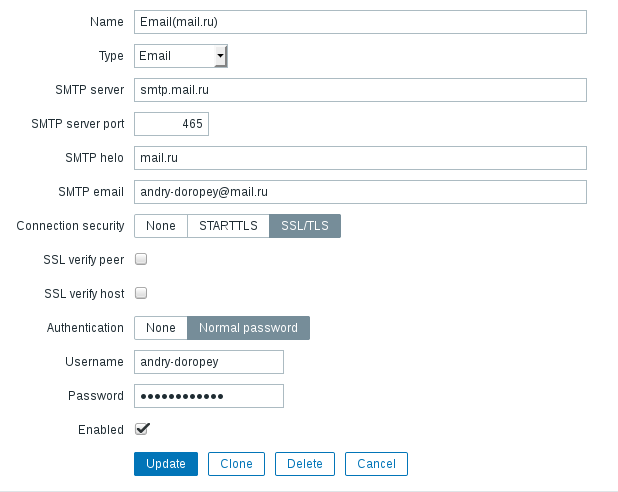 Name Email(mail.ru)
Type Email
SMTP server smtp.mail.ru
SMTP server port 465
SMTP helo mail.ru
SMTP email andry-doropey@mail.ru
Connection security None STARTTLS SSL/TLS
SSL verify peer
SSL verify host
Authentication None Normal password
Username andry-doropey
Password ●●●●●●●●●●●●
Enabled
Update Clone Delete Cancel